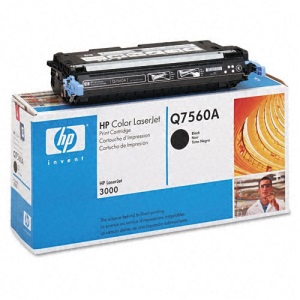 hp
invent
HP Color LaserJet
Print Cartridge
Cartouche d'impression
Cartucho de impresión
HP LaserJet
3000
Q7560A
Black
Noir